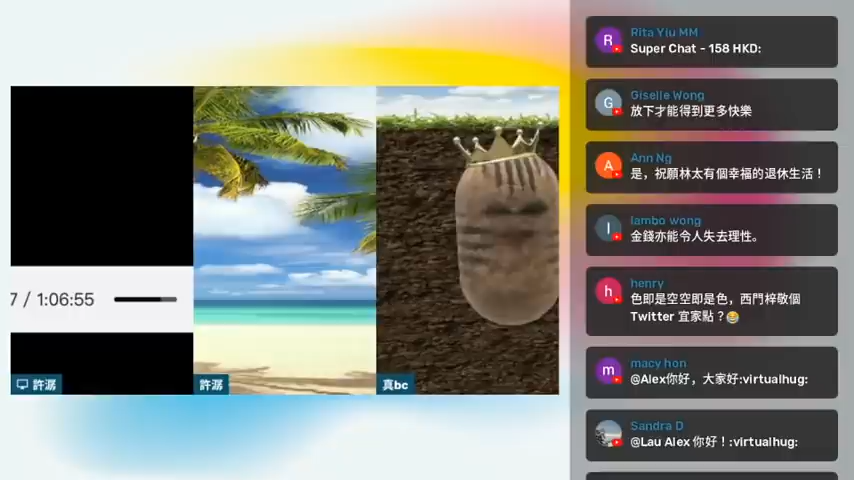 7 / 1:06:55
許潺
許潺
真bc
R
Rita Yiu MM
Super Chat - 158 HKD:
G
Giselle Wong
放下才能得到更多快樂
A
Ann Ng
是，祝願林太有個幸福的退休生活！
I
lambo wong
金錢亦能令人失去理性。
h
henry
色即是空空即是色，西門梓敬個
Twitter 宜家點？😂
m
macy hon
@Alex你好，大家好:virtualhug:
Sandra D
@Lau Alex 你好！:virtualhug: